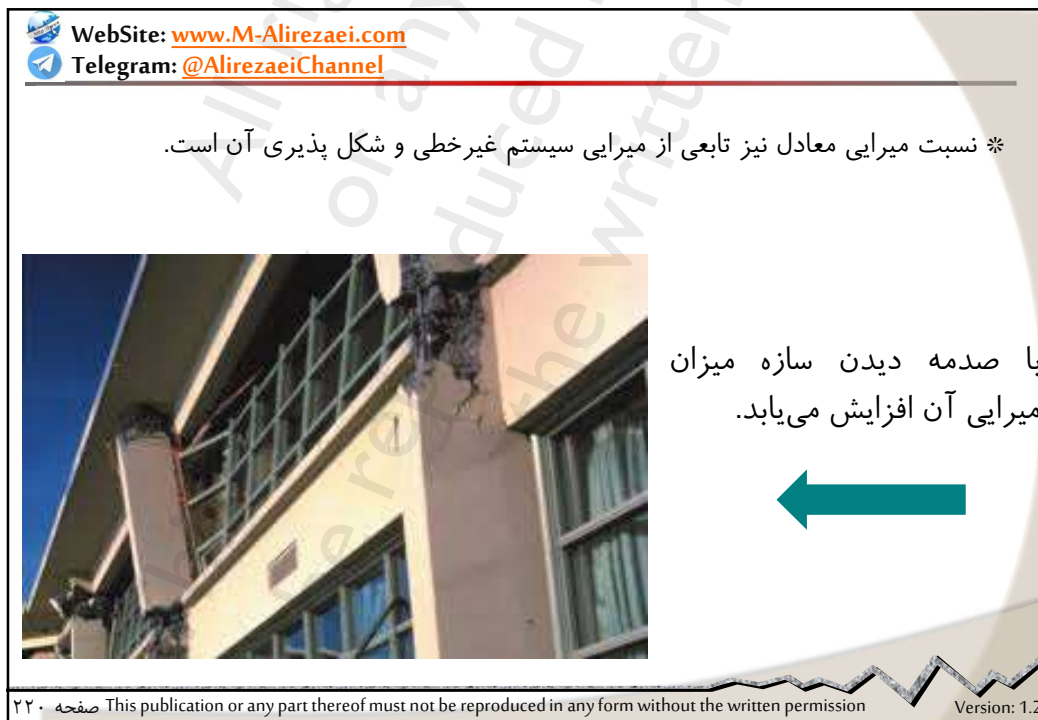 WebSite: www.M-Alirezaei.com
Telegram: @AlirezaeiChannel
* نسبت میرایی معادل نیز تابعی از میرایی سیستم غیرخطی و شکل پذیری آن است.
با صدمه دیدن سازه میزان
میرایی آن افزایش می‌یابد.
صفحه ۲۲۰ This publication or any part thereof must not be reproduced in any form without the written permission
Version: 1.2